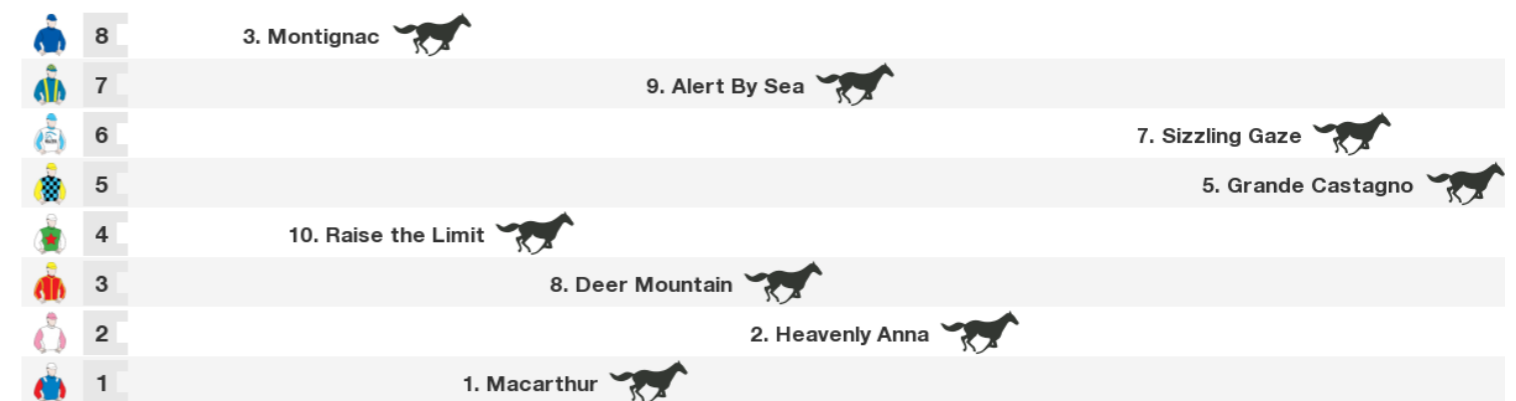 8 3. Montignac
7 9. Alert By Sea
6 7. Sizzling Gaze
5 5. Grande Castagno
4 10. Raise the Limit
3 8. Deer Mountain
2 2. Heavenly Anna
1 1. Macarthur